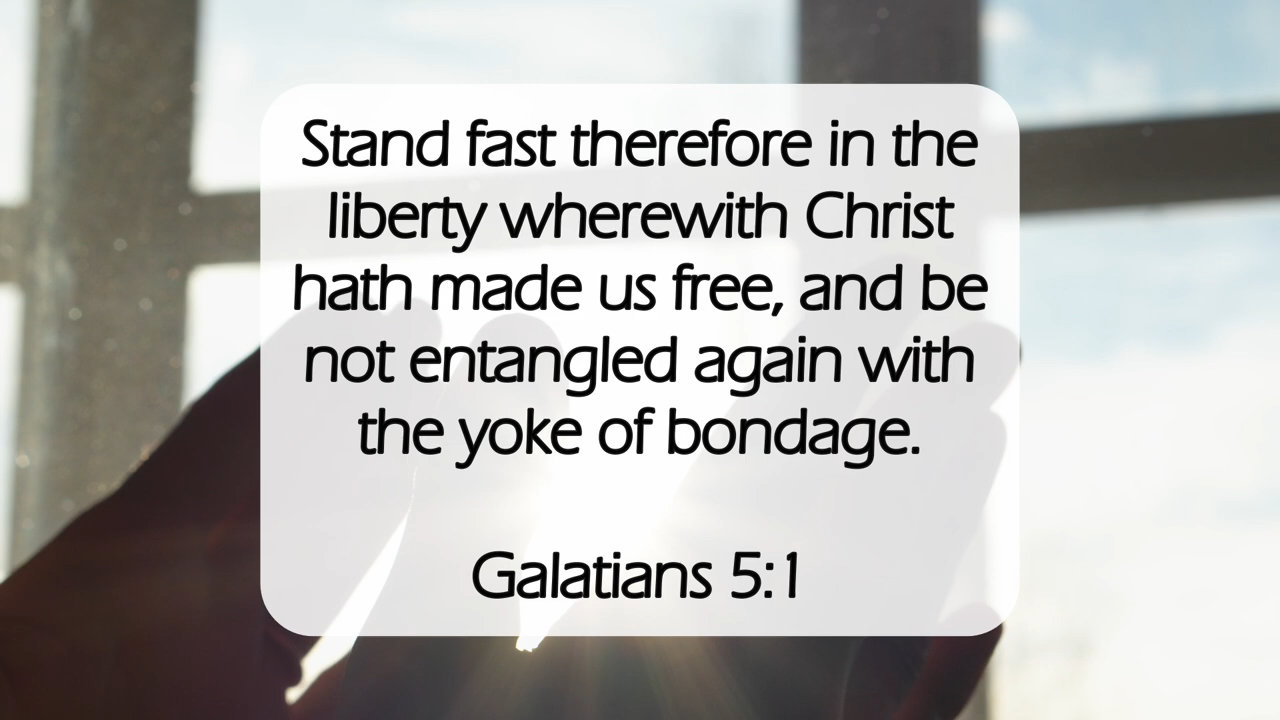 Stand fast therefore in the
liberty wherewith Christ
hath made us free, and be
not entangled again with
the yoke of bondage.
Galatians 5:1